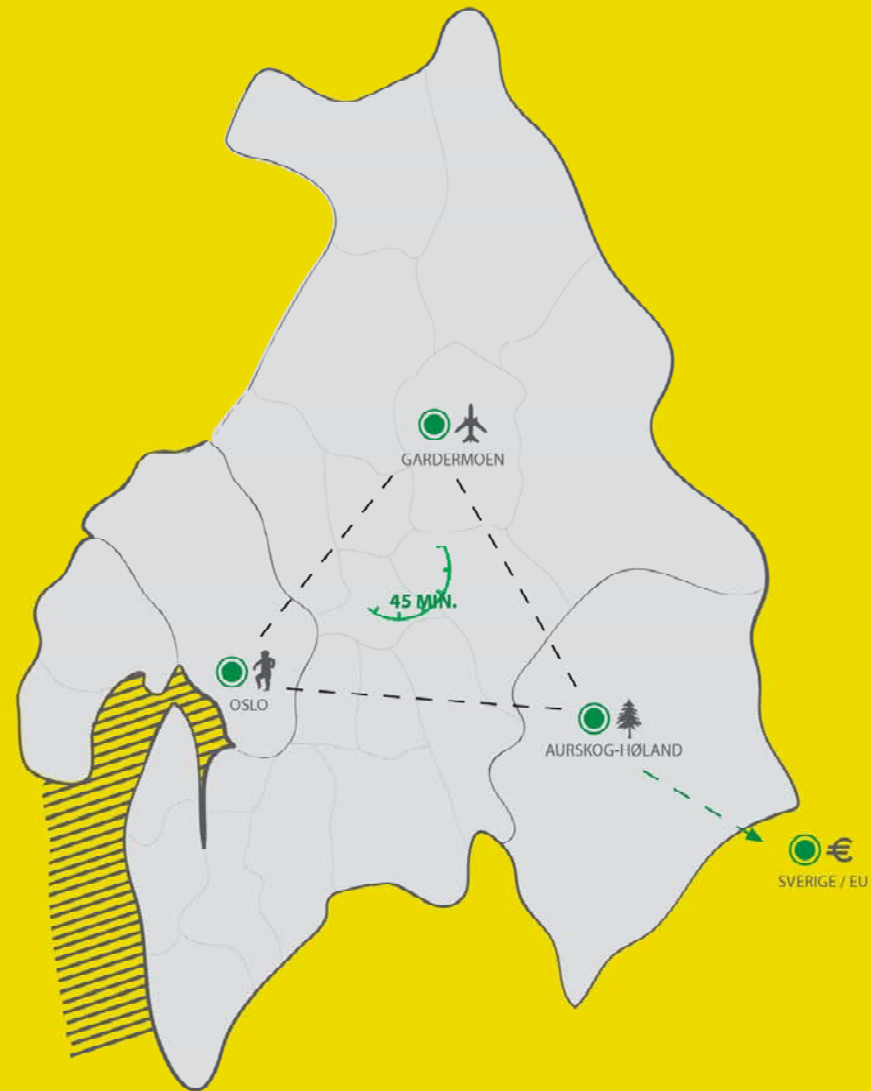 GARDERMOEN
45 MIN.
OSLO
AURSKOG-HØLAND
€
SVERIGE / EU